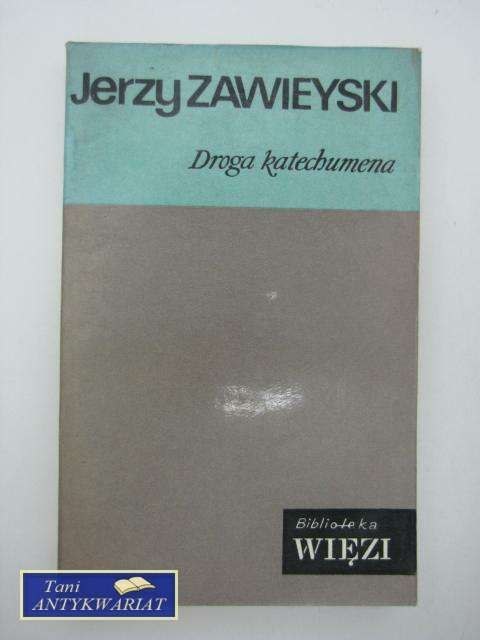 Jerzy ZAWIEYSKI
Droga katechumena
Biblioteka
WIĘZI
Tani
ANTYKWARIAT